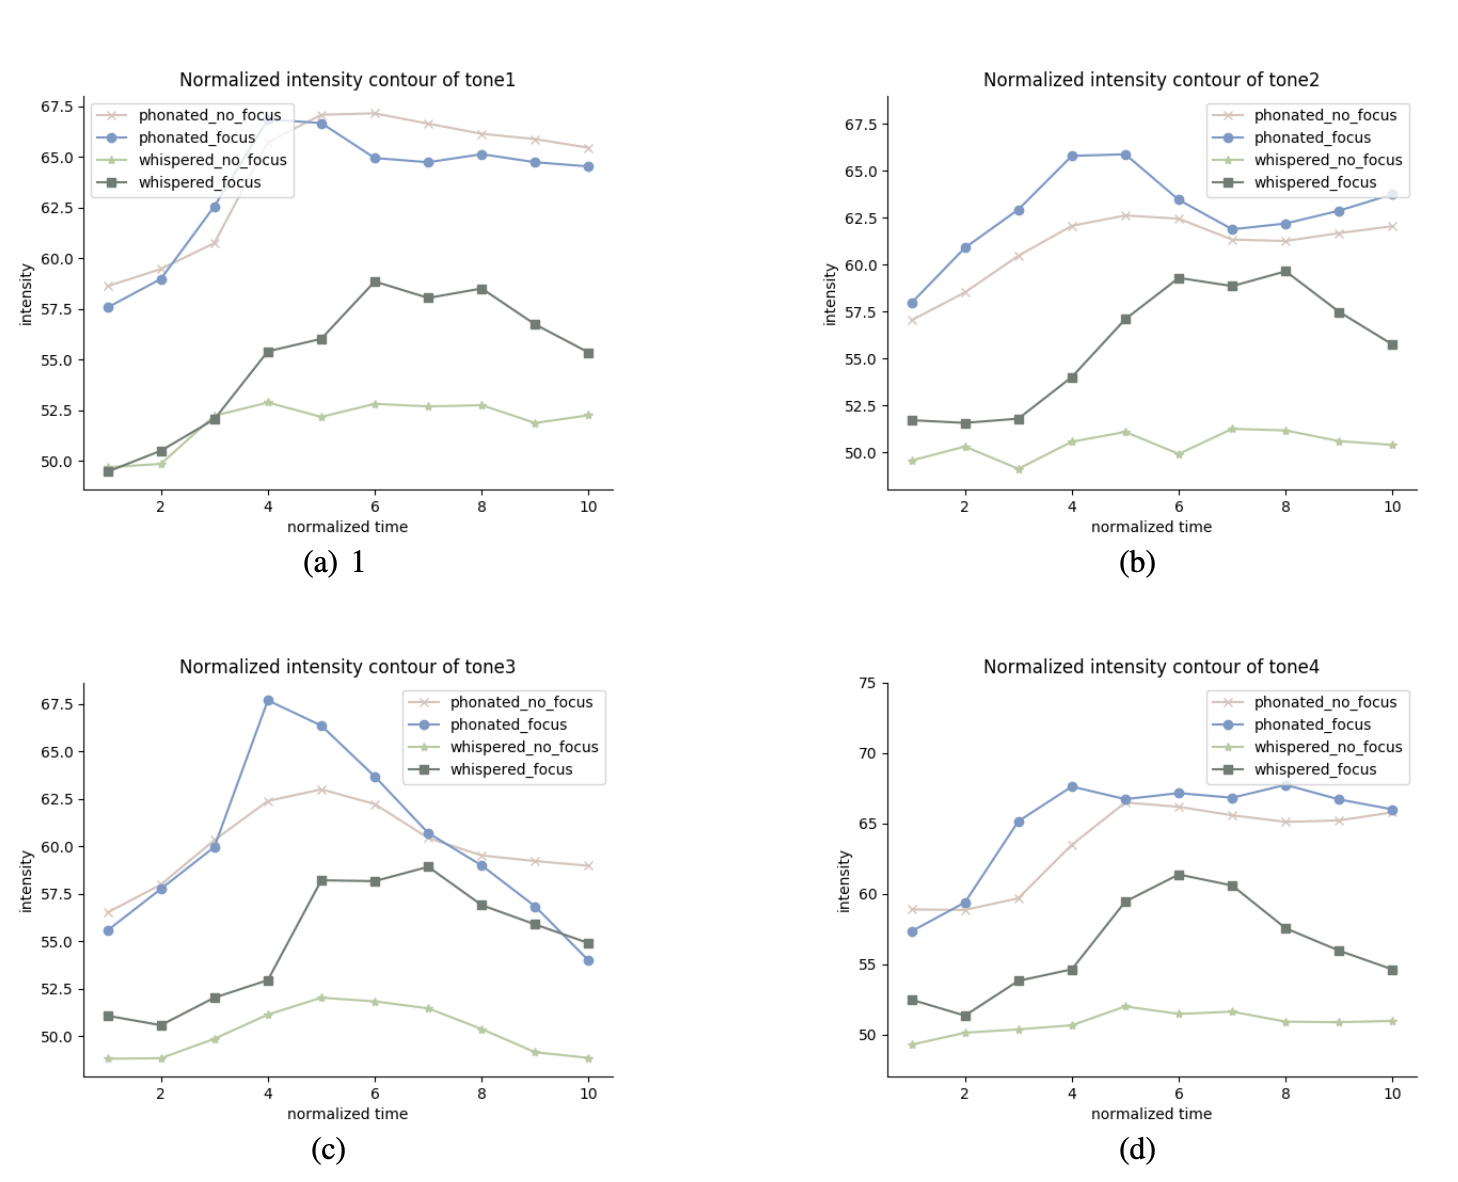 Normalized intensity contour of tone1
67.5
65.0
62.5
60.0
57.5
55.0
52.5
50.0
intensity
phonated_no_focus
phonated_focus
whispered_no_focus
whispered_focus
2 4 6 8 10
normalized time
(a) 1
Normalized intensity contour of tone2
67.5
65.0
62.5
60.0
57.5
55.0
52.5
50.0
intensity
phonated_no_focus
phonated_focus
whispered_no_focus
whispered_focus
2 4 6 8 10
normalized time
(b)
Normalized intensity contour of tone3
67.5
65.0
62.5
60.0
57.5
55.0
52.5
50.0
intensity
phonated_no_focus
phonated_focus
whispered_no_focus
whispered_focus
2 4 6 8 10
normalized time
(c)
Normalized intensity contour of tone4
75
70
65
60
55
50
intensity
phonated_no_focus
phonated_focus
whispered_no_focus
whispered_focus
2 4 6 8 10
normalized time
(d)